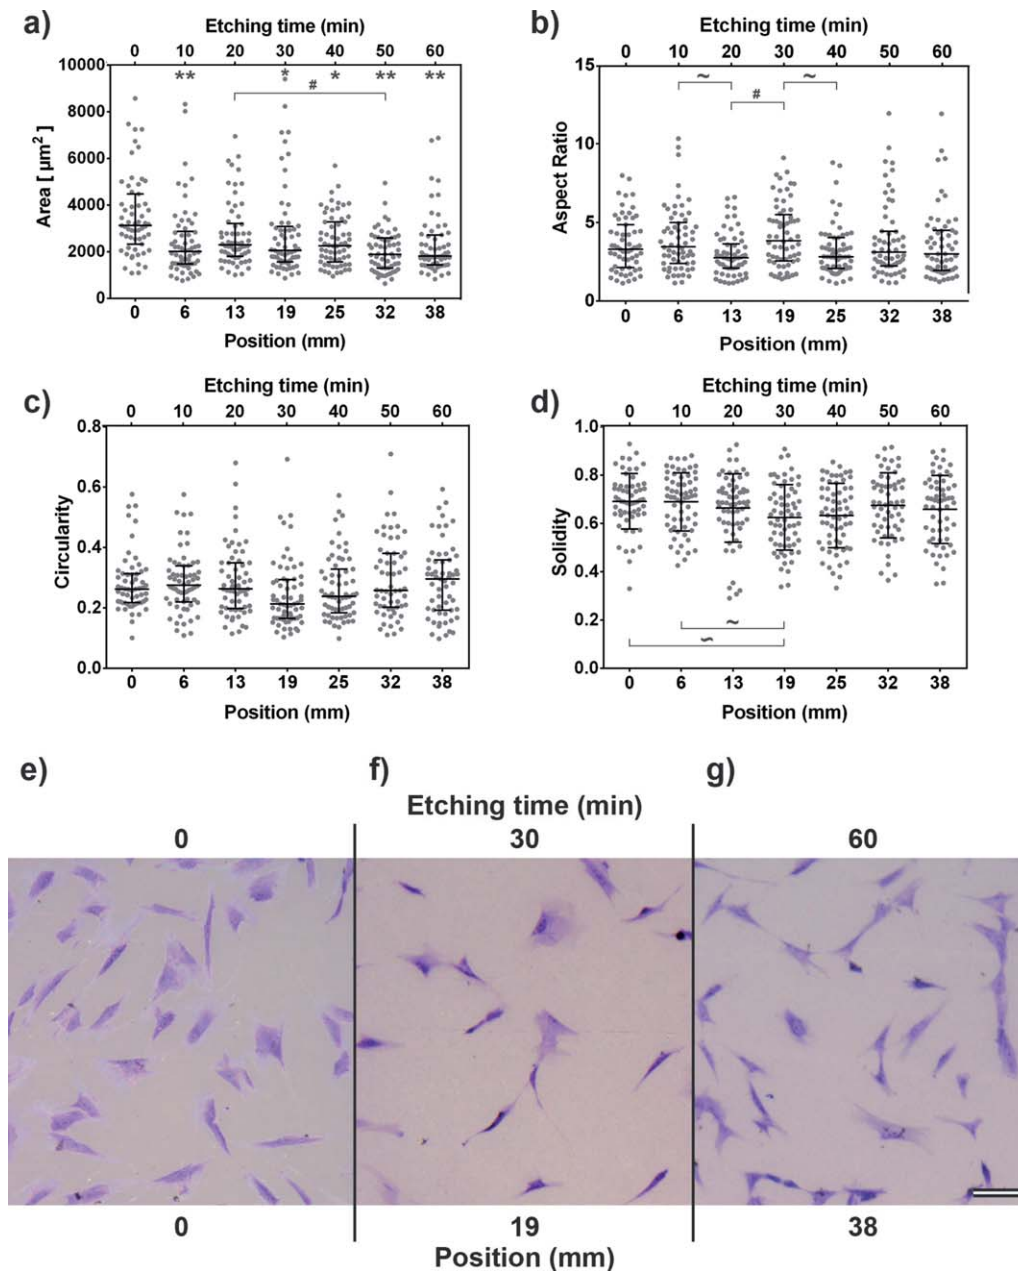 a)
Etching time (min)
0 10 20 30 40 50 60
** * * ** **
#
10000
8000
6000
4000
2000
0
Area [ µm² ]
0 6 13 19 25 32 38
Position (mm)
b)
Etching time (min)
0 10 20 30 40 50 60
~ ~
#
15
10
5
0
Aspect Ratio
0 6 13 19 25 32 38
Position (mm)
c)
Etching time (min)
0 10 20 30 40 50 60
0.8
0.6
0.4
0.2
0.0
Circularity
0 6 13 19 25 32 38
Position (mm)
d)
Etching time (min)
0 10 20 30 40 50 60
1.0
0.8
0.6
0.4
0.2
0.0
Solidity
~
~
0 6 13 19 25 32 38
Position (mm)
e) f) g)
Etching time (min)
0 30 60
0 19 38
Position (mm)